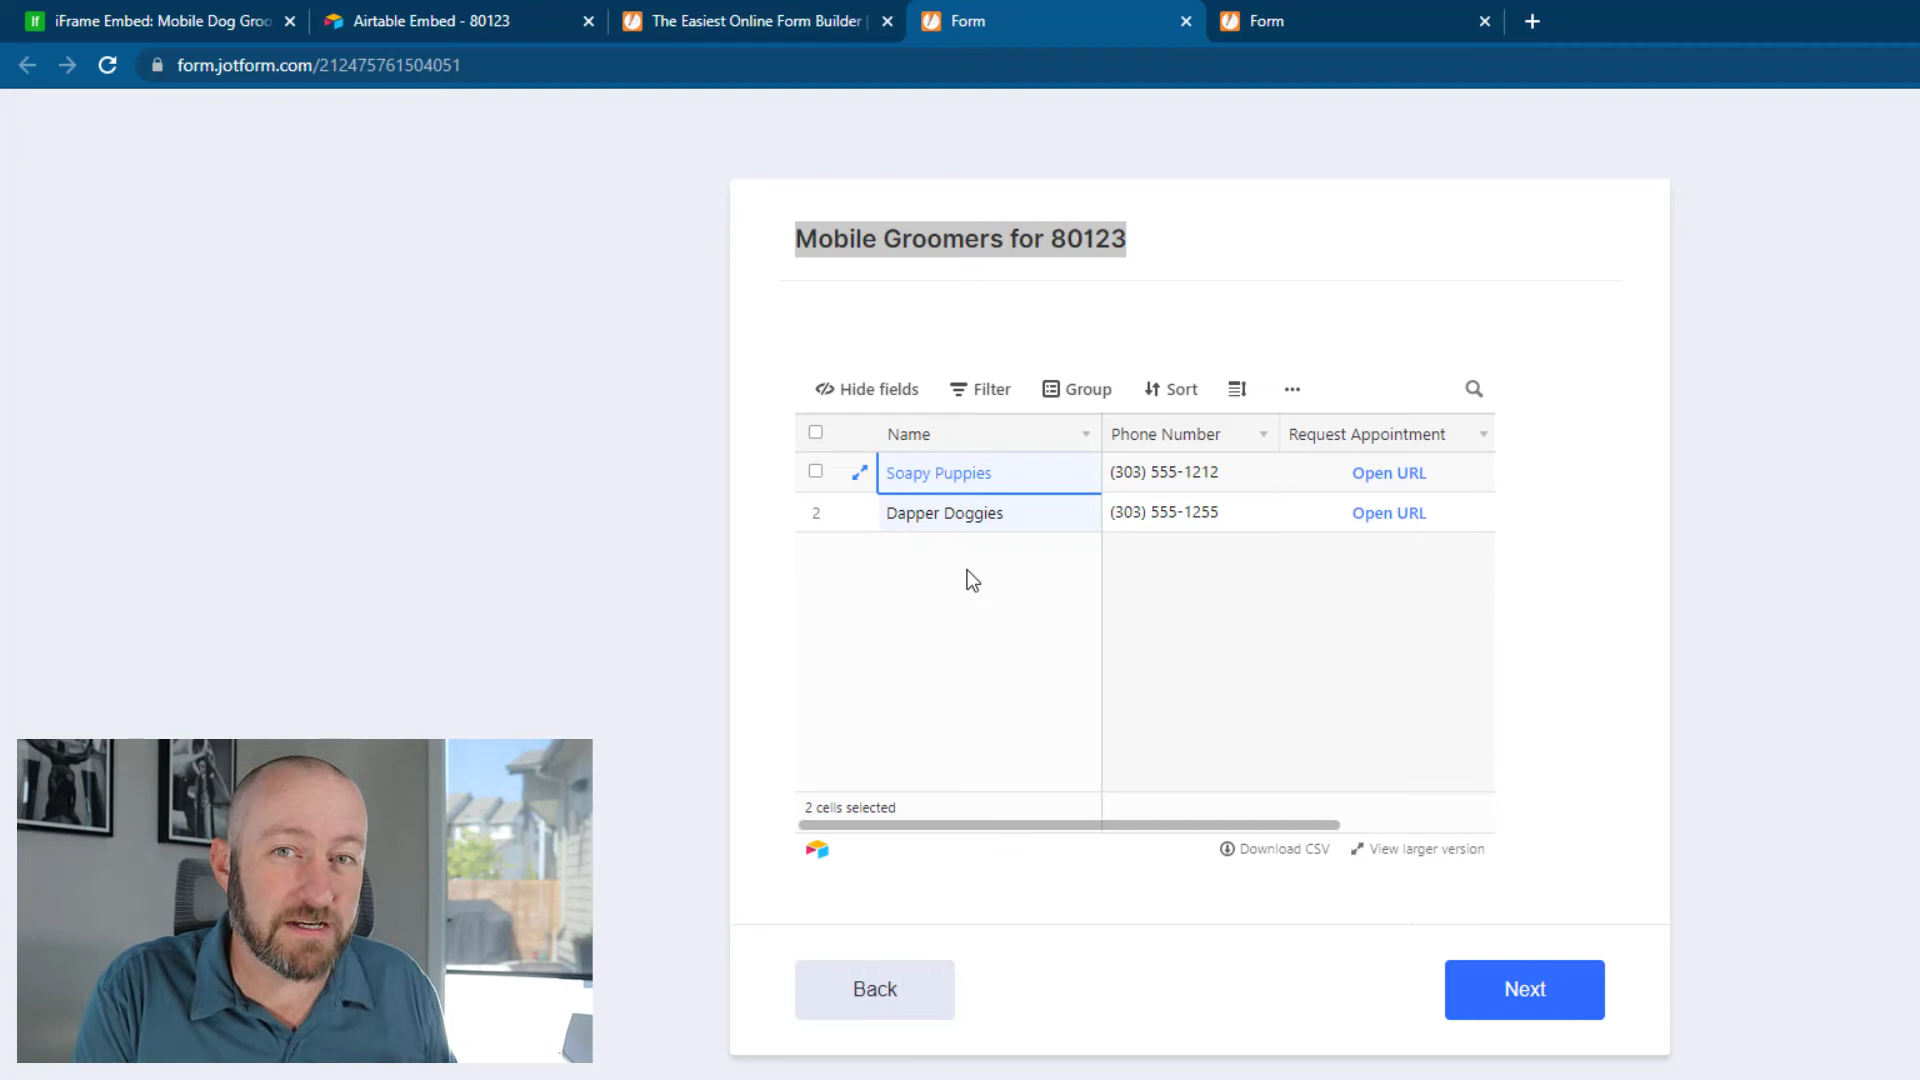 If iFrame Embed: Mobile Dog Groo
Airtable Embed - 80123
The Easiest Online Form Builder
Form
Form
form.jotform.com/212475761504051
Mobile Groomers for 80123
Hide fields Filter Group Sort
Name Phone Number Request Appointment
Soapy Puppies (303) 555-1212 Open URL
2 Dapper Doggies (303) 555-1255 Open URL
2 cells selected
Download CSV View larger version
Back Next